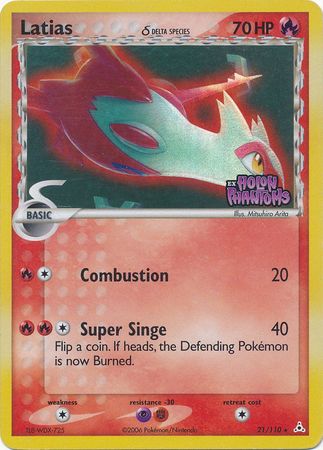 Latias
δ DELTA SPECIES
70 HP
δ
BASIC
EX
HOLON
PHANTOMS
Illus. Mitsuhiro Arita
Combustion 20
Super Singe 40
Flip a coin. If heads, the Defending Pokémon
is now Burned.
weakness resistance -30 retreat cost
©2006 Pokémon/Nintendo
21/110 ★